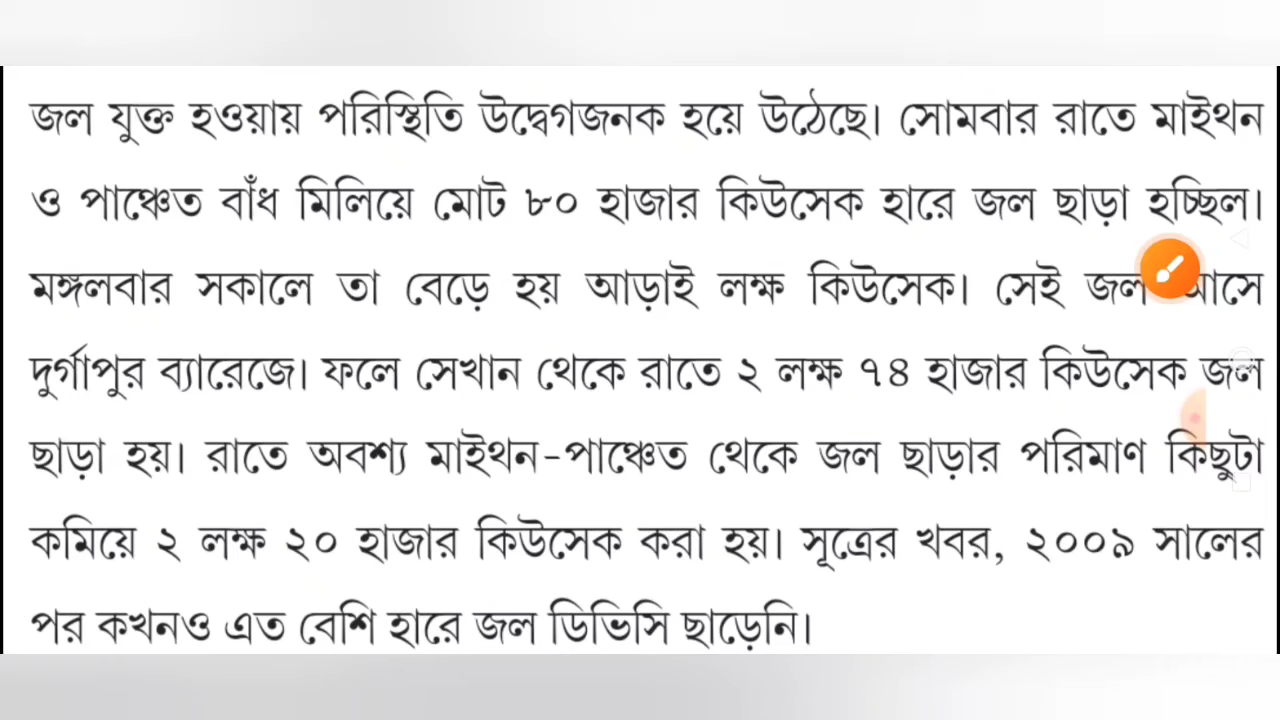 জল যুক্ত হওয়ায় পরিস্থিতি উদ্বেগজনক হয়ে উঠেছে। সোমবার রাতে মাইথন
ও পাঞ্চেত বাঁধ মিলিয়ে মোট ৮০ হাজার কিউসেক হারে জল ছাড়া হচ্ছিল।
মঙ্গলবার সকালে তা বেড়ে হয় আড়াই লক্ষ কিউসেক। সেই জল আসে
দুর্গাপুর ব্যারেজে। ফলে সেখান থেকে রাতে ২ লক্ষ ৭৪ হাজার কিউসেক জল
ছাড়া হয়। রাতে অবশ্য মাইথন-পাঞ্চেত থেকে জল ছাড়ার পরিমাণ কিছুটা
কমিয়ে ২ লক্ষ ২০ হাজার কিউসেক করা হয়। সূত্রের খবর, ২০০৯ সালের
পর কখনও এত বেশি হারে জল ডিভিসি ছাড়েনি।